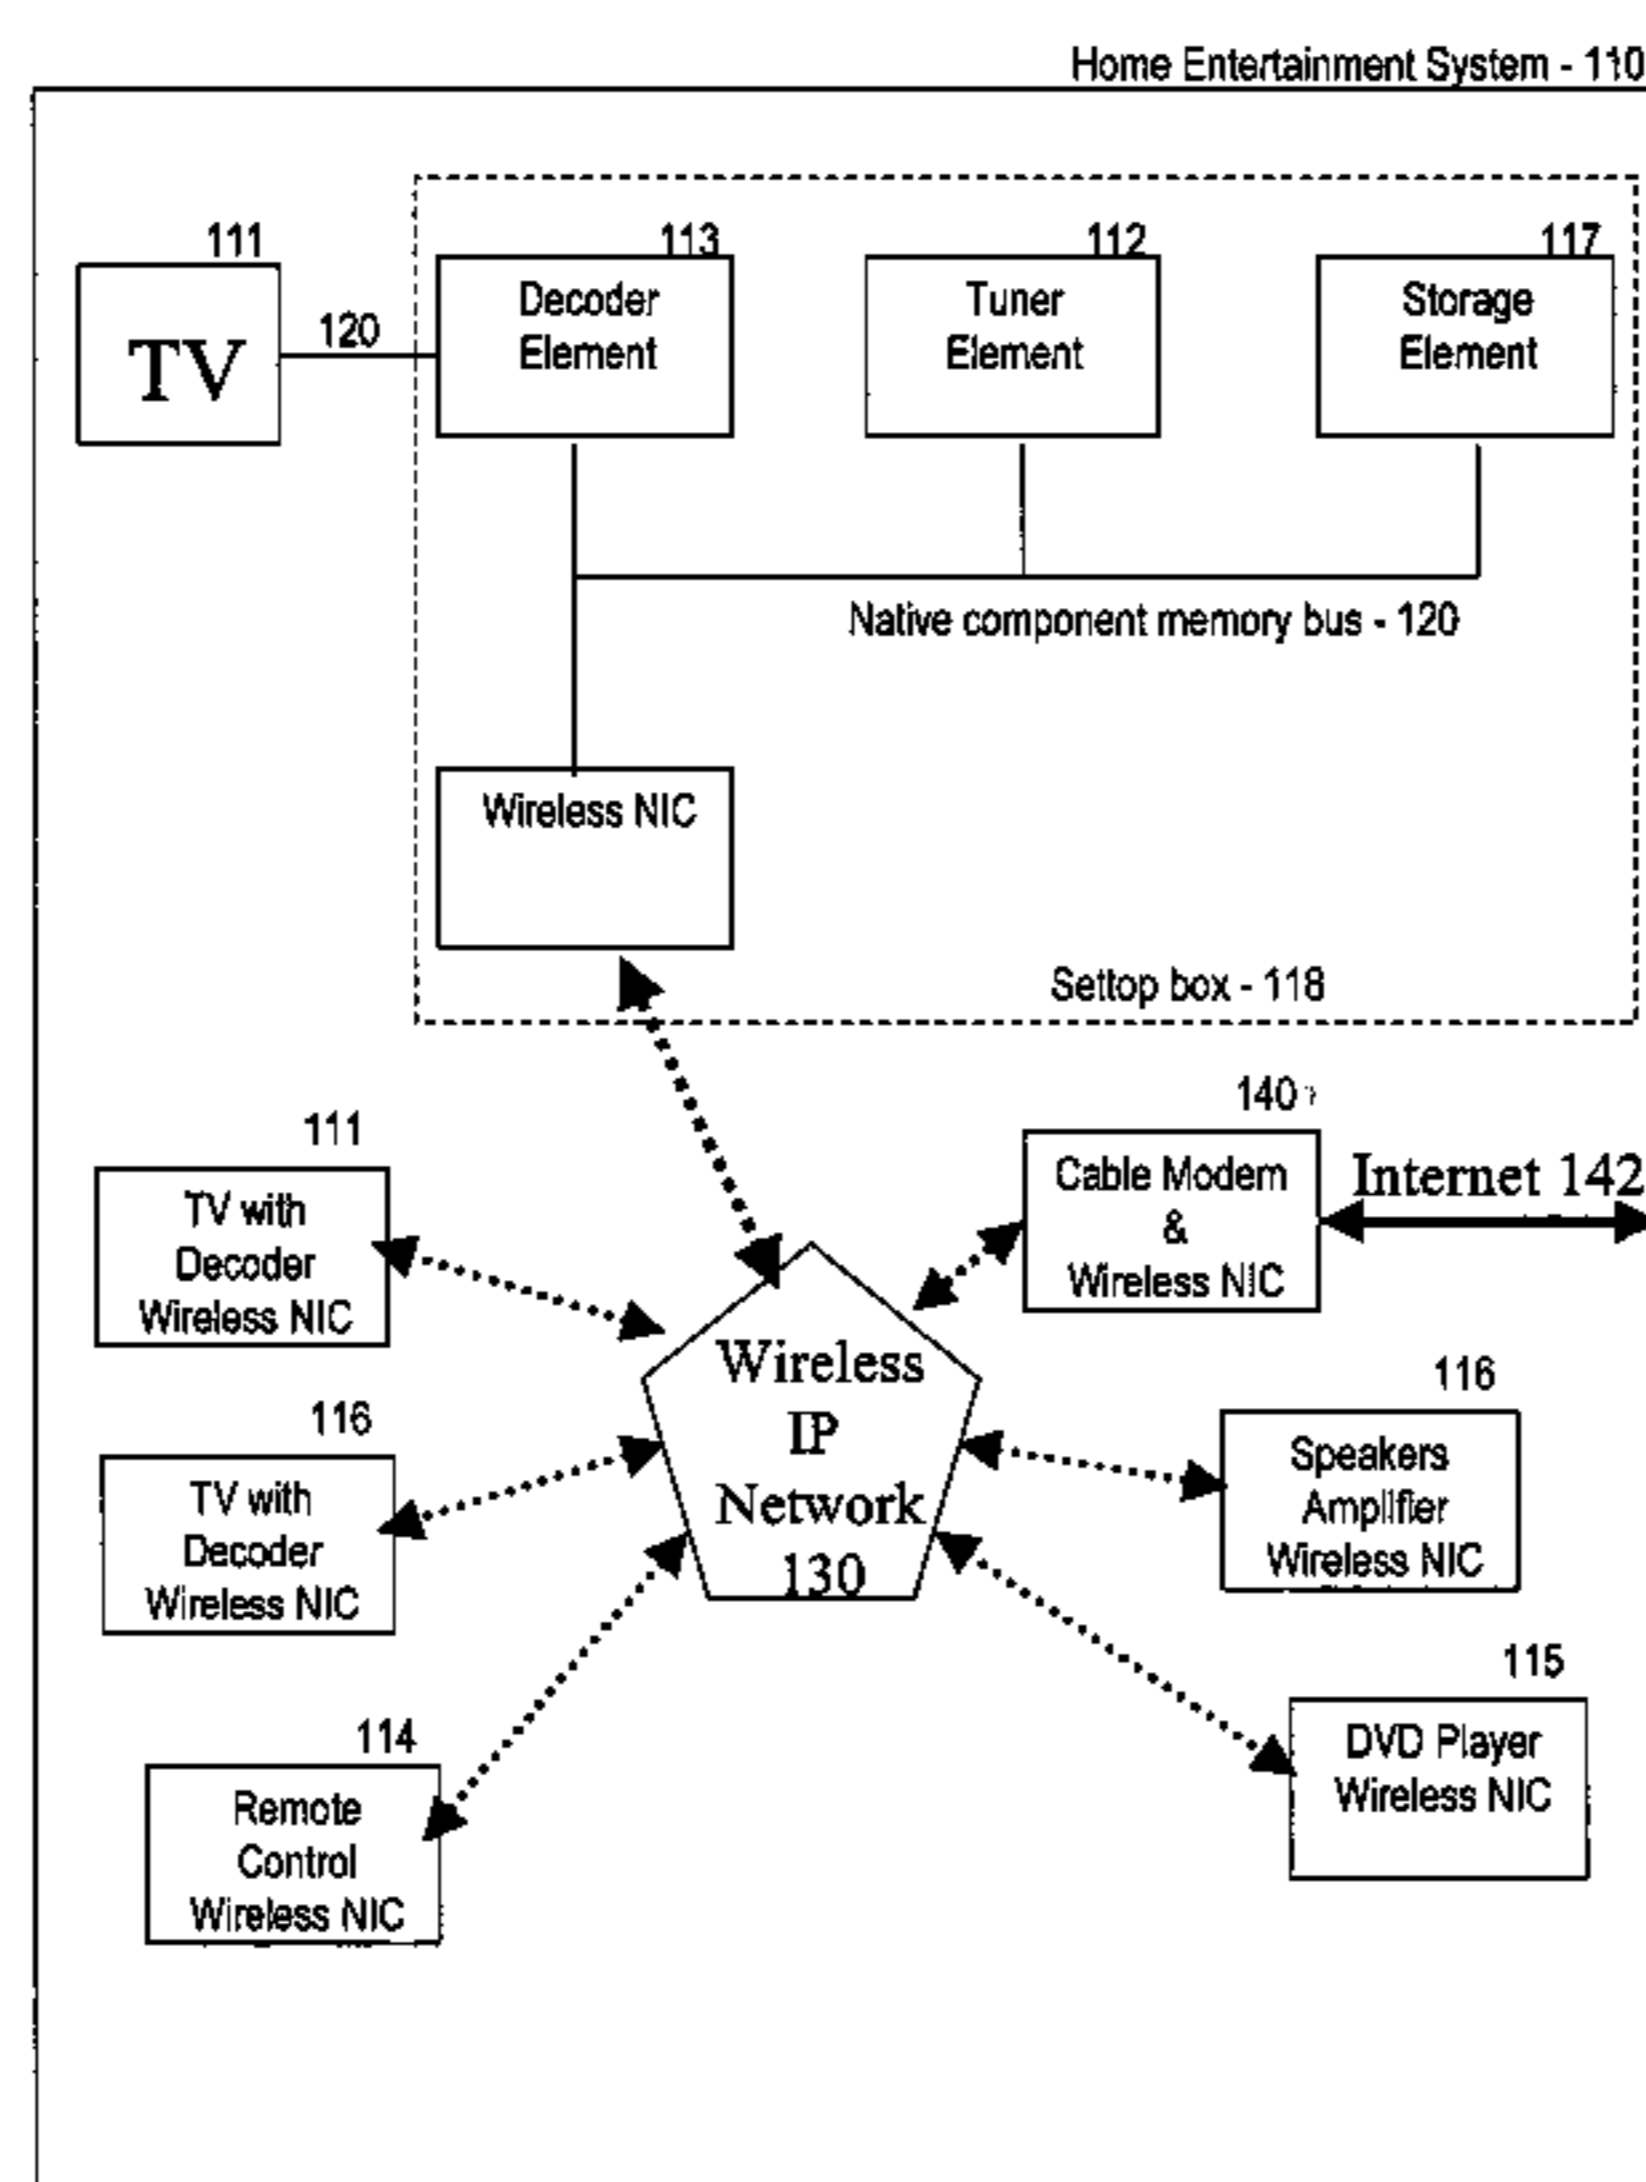 Home Entertainment System - 110
111
113
112
117
TV
120
Decoder
Element
Tuner
Element
Storage
Element
Native component memory bus - 120
Wireless NIC
Settop box - 118
140
111
Cable Modem
&
Wireless NIC
Internet 142
TV with
Decoder
Wireless NIC
Wireless
IP
Network
130
116
116
TV with
Decoder
Wireless NIC
Speakers
Amplifier
Wireless NIC
115
114
DVD Player
Wireless NIC
Remote
Control
Wireless NIC